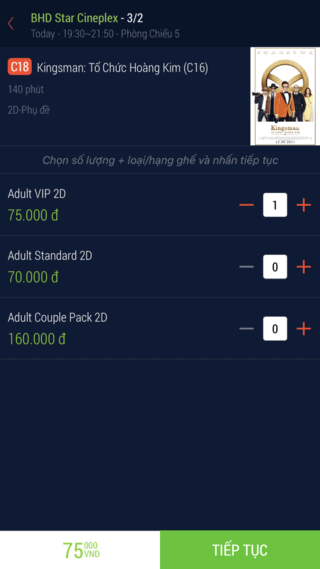 BHD Star Cineplex - 3/2
Today - 19:30~21:50 - Phòng Chiếu 5
C18 Kingsman: Tổ Chức Hoàng Kim (C16)
140 phút
2D-Phụ đề
Kingsman
Chọn số lượng + loại/hạng ghế và nhấn tiếp tục
Adult VIP 2D
75.000 đ
1
Adult Standard 2D
70.000 đ
0
Adult Couple Pack 2D
160.000 đ
0
75 000 VND
TIẾP TỤC